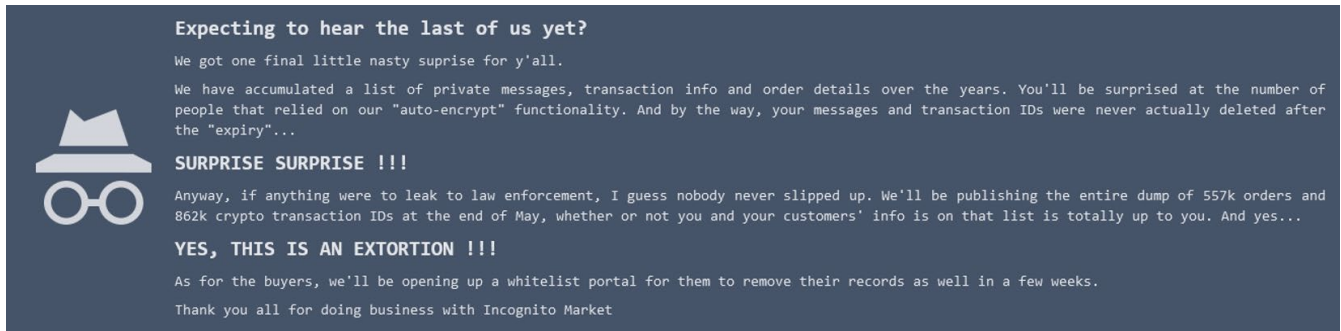 Expecting to hear the last of us yet?
We got one final little nasty suprise for y'all.
We have accumulated a list of private messages, transaction info and order details over the years. You'll be surprised at the number of
people that relied on our "auto-encrypt" functionality. And by the way, your messages and transaction IDs were never actually deleted after
the "expiry"...
SURPRISE SURPRISE !!!
Anyway, if anything were to leak to law enforcement, I guess nobody never slipped up. We'll be publishing the entire dump of 557k orders and
862k crypto transaction IDs at the end of May, whether or not you and your customers' info is on that list is totally up to you. And yes...
YES, THIS IS AN EXTORTION !!!
As for the buyers, we'll be opening up a whitelist portal for them to remove their records as well in a few weeks.
Thank you all for doing business with Incognito Market